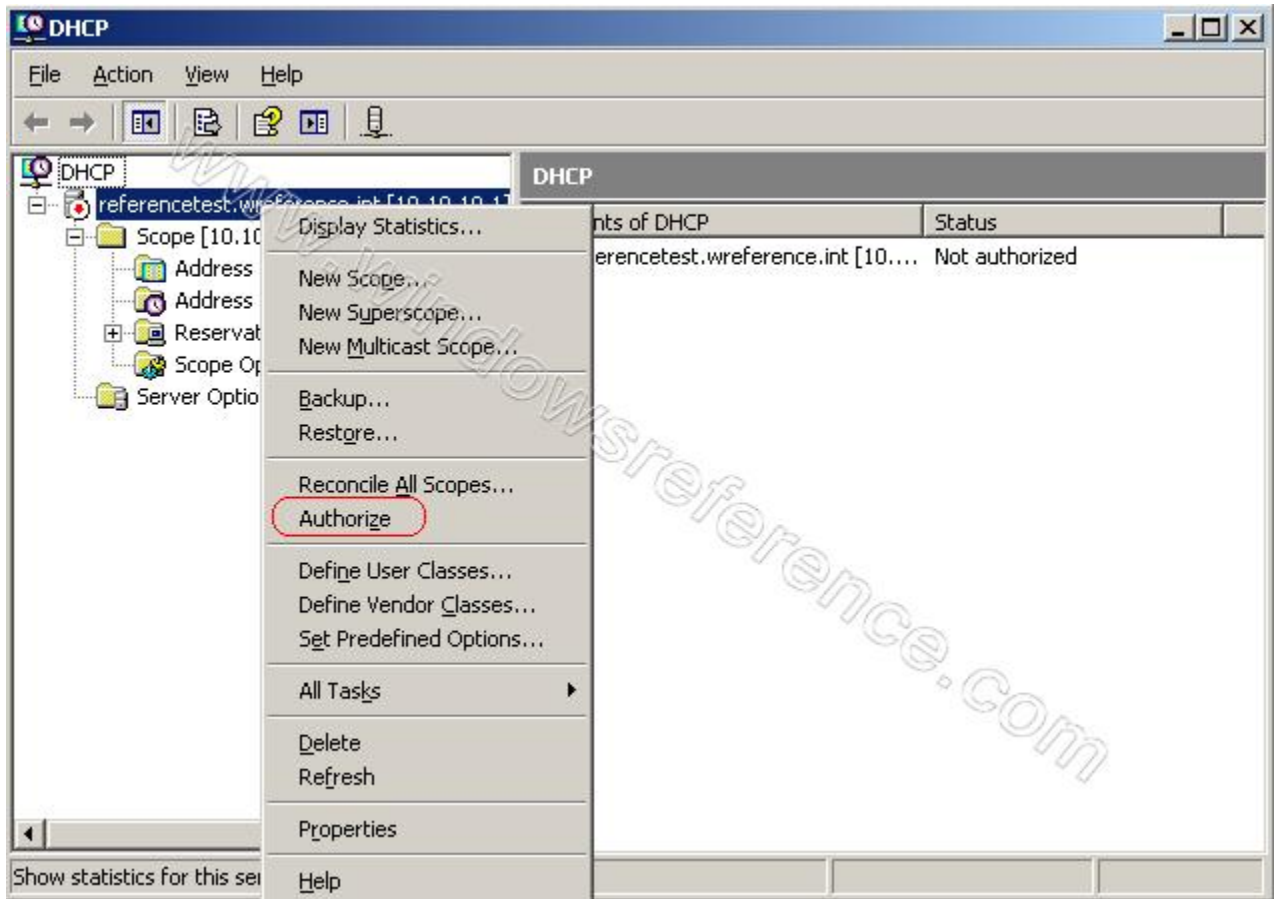 DHCP
File Action View Help
DHCP
referencetest.wreference.int [10.10.10.1]
Scope [10.10
Address
Address
Reservat
Scope Op
Server Optio
DHCP
nts of DHCP Status
erencetest.wreference.int [10.... Not authorized
Display Statistics...
New Scope...
New Superscope...
New Multicast Scope...
Backup...
Restore...
Reconcile All Scopes...
Authorize
Define User Classes...
Define Vendor Classes...
Set Predefined Options...
All Tasks
Delete
Refresh
Properties
Help
Show statistics for this ser
www.windowsreference.com